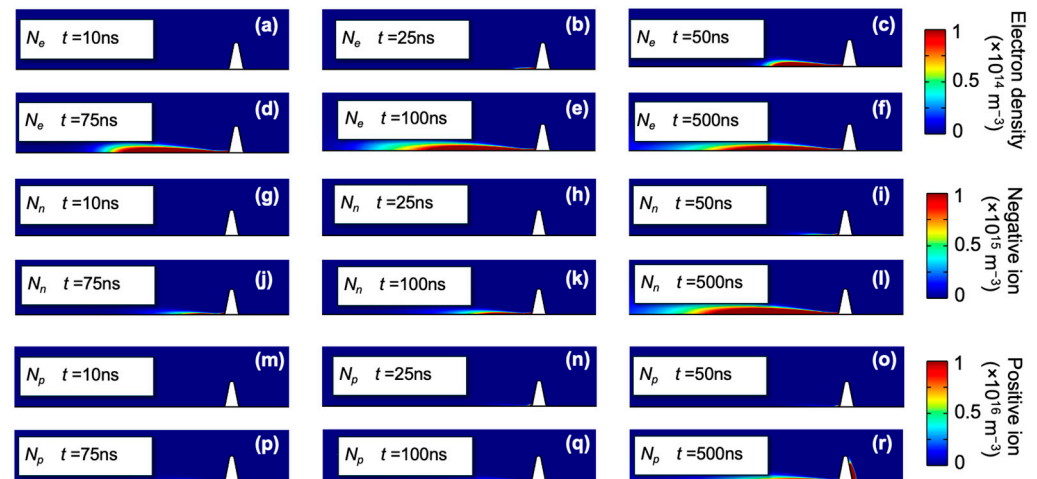 Nₑ t =10ns (a)
Nₑ t =25ns (b)
Nₑ t =50ns (c)
1
0.5
0
Electron density
(×10¹⁴ m⁻³)
Nₑ t =75ns (d)
Nₑ t =100ns (e)
Nₑ t =500ns (f)
Nₙ t =10ns (g)
Nₙ t =25ns (h)
Nₙ t =50ns (i)
1
0.5
0
Negative ion
(×10¹⁵ m⁻³)
Nₙ t =75ns (j)
Nₙ t =100ns (k)
Nₙ t =500ns (l)
Nₚ t =10ns (m)
Nₚ t =25ns (n)
Nₚ t =50ns (o)
1
0.5
0
Positive ion
(×10¹⁶ m⁻³)
Nₚ t =75ns (p)
Nₚ t =100ns (q)
Nₚ t =500ns (r)